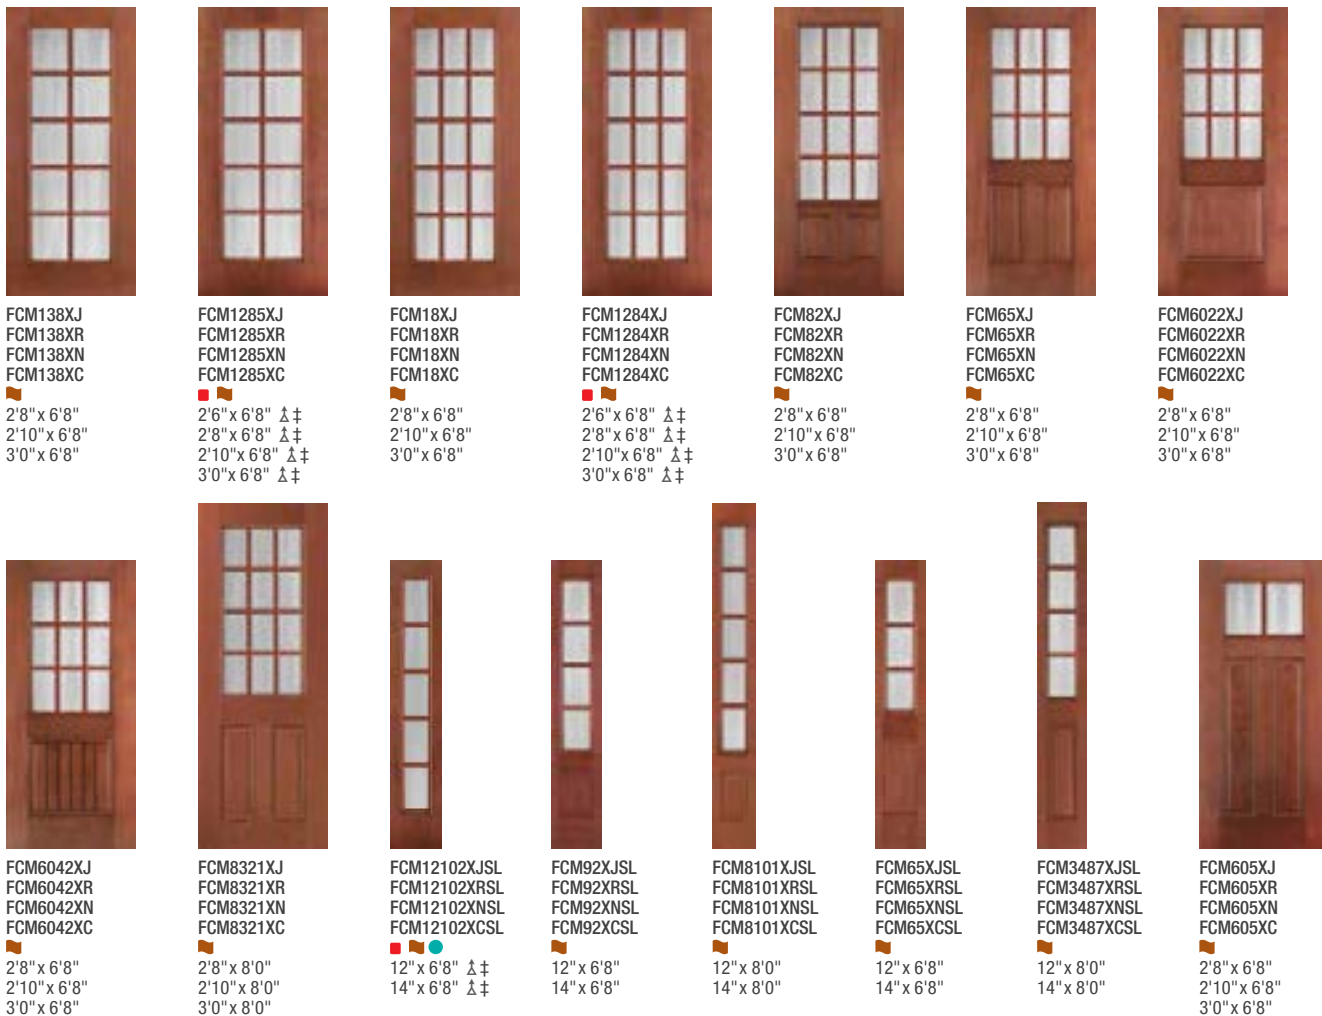 FCM138XJ
FCM138XR
FCM138XN
FCM138XC
2'8" x 6'8"
2'10" x 6'8"
3'0" x 6'8"
FCM1285XJ
FCM1285XR
FCM1285XN
FCM1285XC
2'6" x 6'8" ‡
2'8" x 6'8" ‡
2'10" x 6'8" ‡
3'0" x 6'8" ‡
FCM18XJ
FCM18XR
FCM18XN
FCM18XC
2'8" x 6'8"
2'10" x 6'8"
3'0" x 6'8"
FCM1284XJ
FCM1284XR
FCM1284XN
FCM1284XC
2'6" x 6'8" ‡
2'8" x 6'8" ‡
2'10" x 6'8" ‡
3'0" x 6'8" ‡
FCM82XJ
FCM82XR
FCM82XN
FCM82XC
2'8" x 6'8"
2'10" x 6'8"
3'0" x 6'8"
FCM65XJ
FCM65XR
FCM65XN
FCM65XC
2'8" x 6'8"
2'10" x 6'8"
3'0" x 6'8"
FCM6022XJ
FCM6022XR
FCM6022XN
FCM6022XC
2'8" x 6'8"
2'10" x 6'8"
3'0" x 6'8"
FCM6042XJ
FCM6042XR
FCM6042XN
FCM6042XC
2'8" x 6'8"
2'10" x 6'8"
3'0" x 6'8"
FCM8321XJ
FCM8321XR
FCM8321XN
FCM8321XC
2'8" x 8'0"
2'10" x 8'0"
3'0" x 8'0"
FCM12102XJSL
FCM12102XRSL
FCM12102XNSL
FCM12102XCSL
12" x 6'8" ‡
14" x 6'8" ‡
FCM92XJSL
FCM92XRSL
FCM92XNSL
FCM92XCSL
12" x 6'8"
14" x 6'8"
FCM8101XJSL
FCM8101XRSL
FCM8101XNSL
FCM8101XCSL
12" x 8'0"
14" x 8'0"
FCM65XJSL
FCM65XRSL
FCM65XNSL
FCM65XCSL
12" x 6'8"
14" x 6'8"
FCM3487XJSL
FCM3487XRSL
FCM3487XNSL
FCM3487XCSL
12" x 8'0"
14" x 8'0"
FCM605XJ
FCM605XR
FCM605XN
FCM605XC
2'8" x 6'8"
2'10" x 6'8"
3'0" x 6'8"